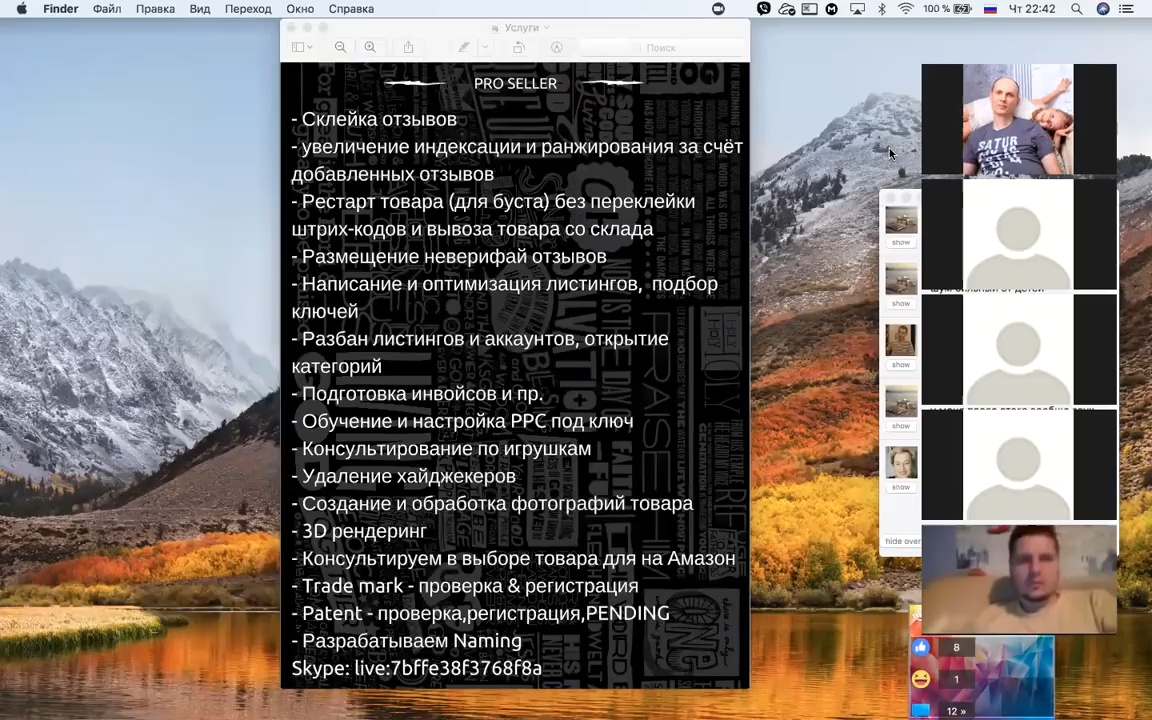 Finder Файл Правка Вид Переход Окно Справка
100 % Чт 22:42
Услуги
Поиск
PRO SELLER
- Склейка отзывов
- увеличение индексации и ранжирования за счёт
добавленных отзывов
- Рестарт товара (для буста) без переклейки
штрих-кодов и вывоза товара со склада
- Размещение неверифай отзывов
- Написание и оптимизация листингов, подбор
ключей
- Разбан листингов и аккаунтов, открытие
категорий
- Подготовка инвойсов и пр.
- Обучение и настройка PPC под ключ
- Консультирование по игрушкам
- Удаление хайджекеров
- Создание и обработка фотографий товара
- 3D рендеринг
- Консультируем в выборе товара для на Амазон
- Trade mark - проверка & регистрация
- Patent - проверка,регистрация,PENDING
- Разрабатываем Naming
Skype: live:7bffe38f3768f8a
SATUR
show
show
show
show
show
hide over
8
1
12 »